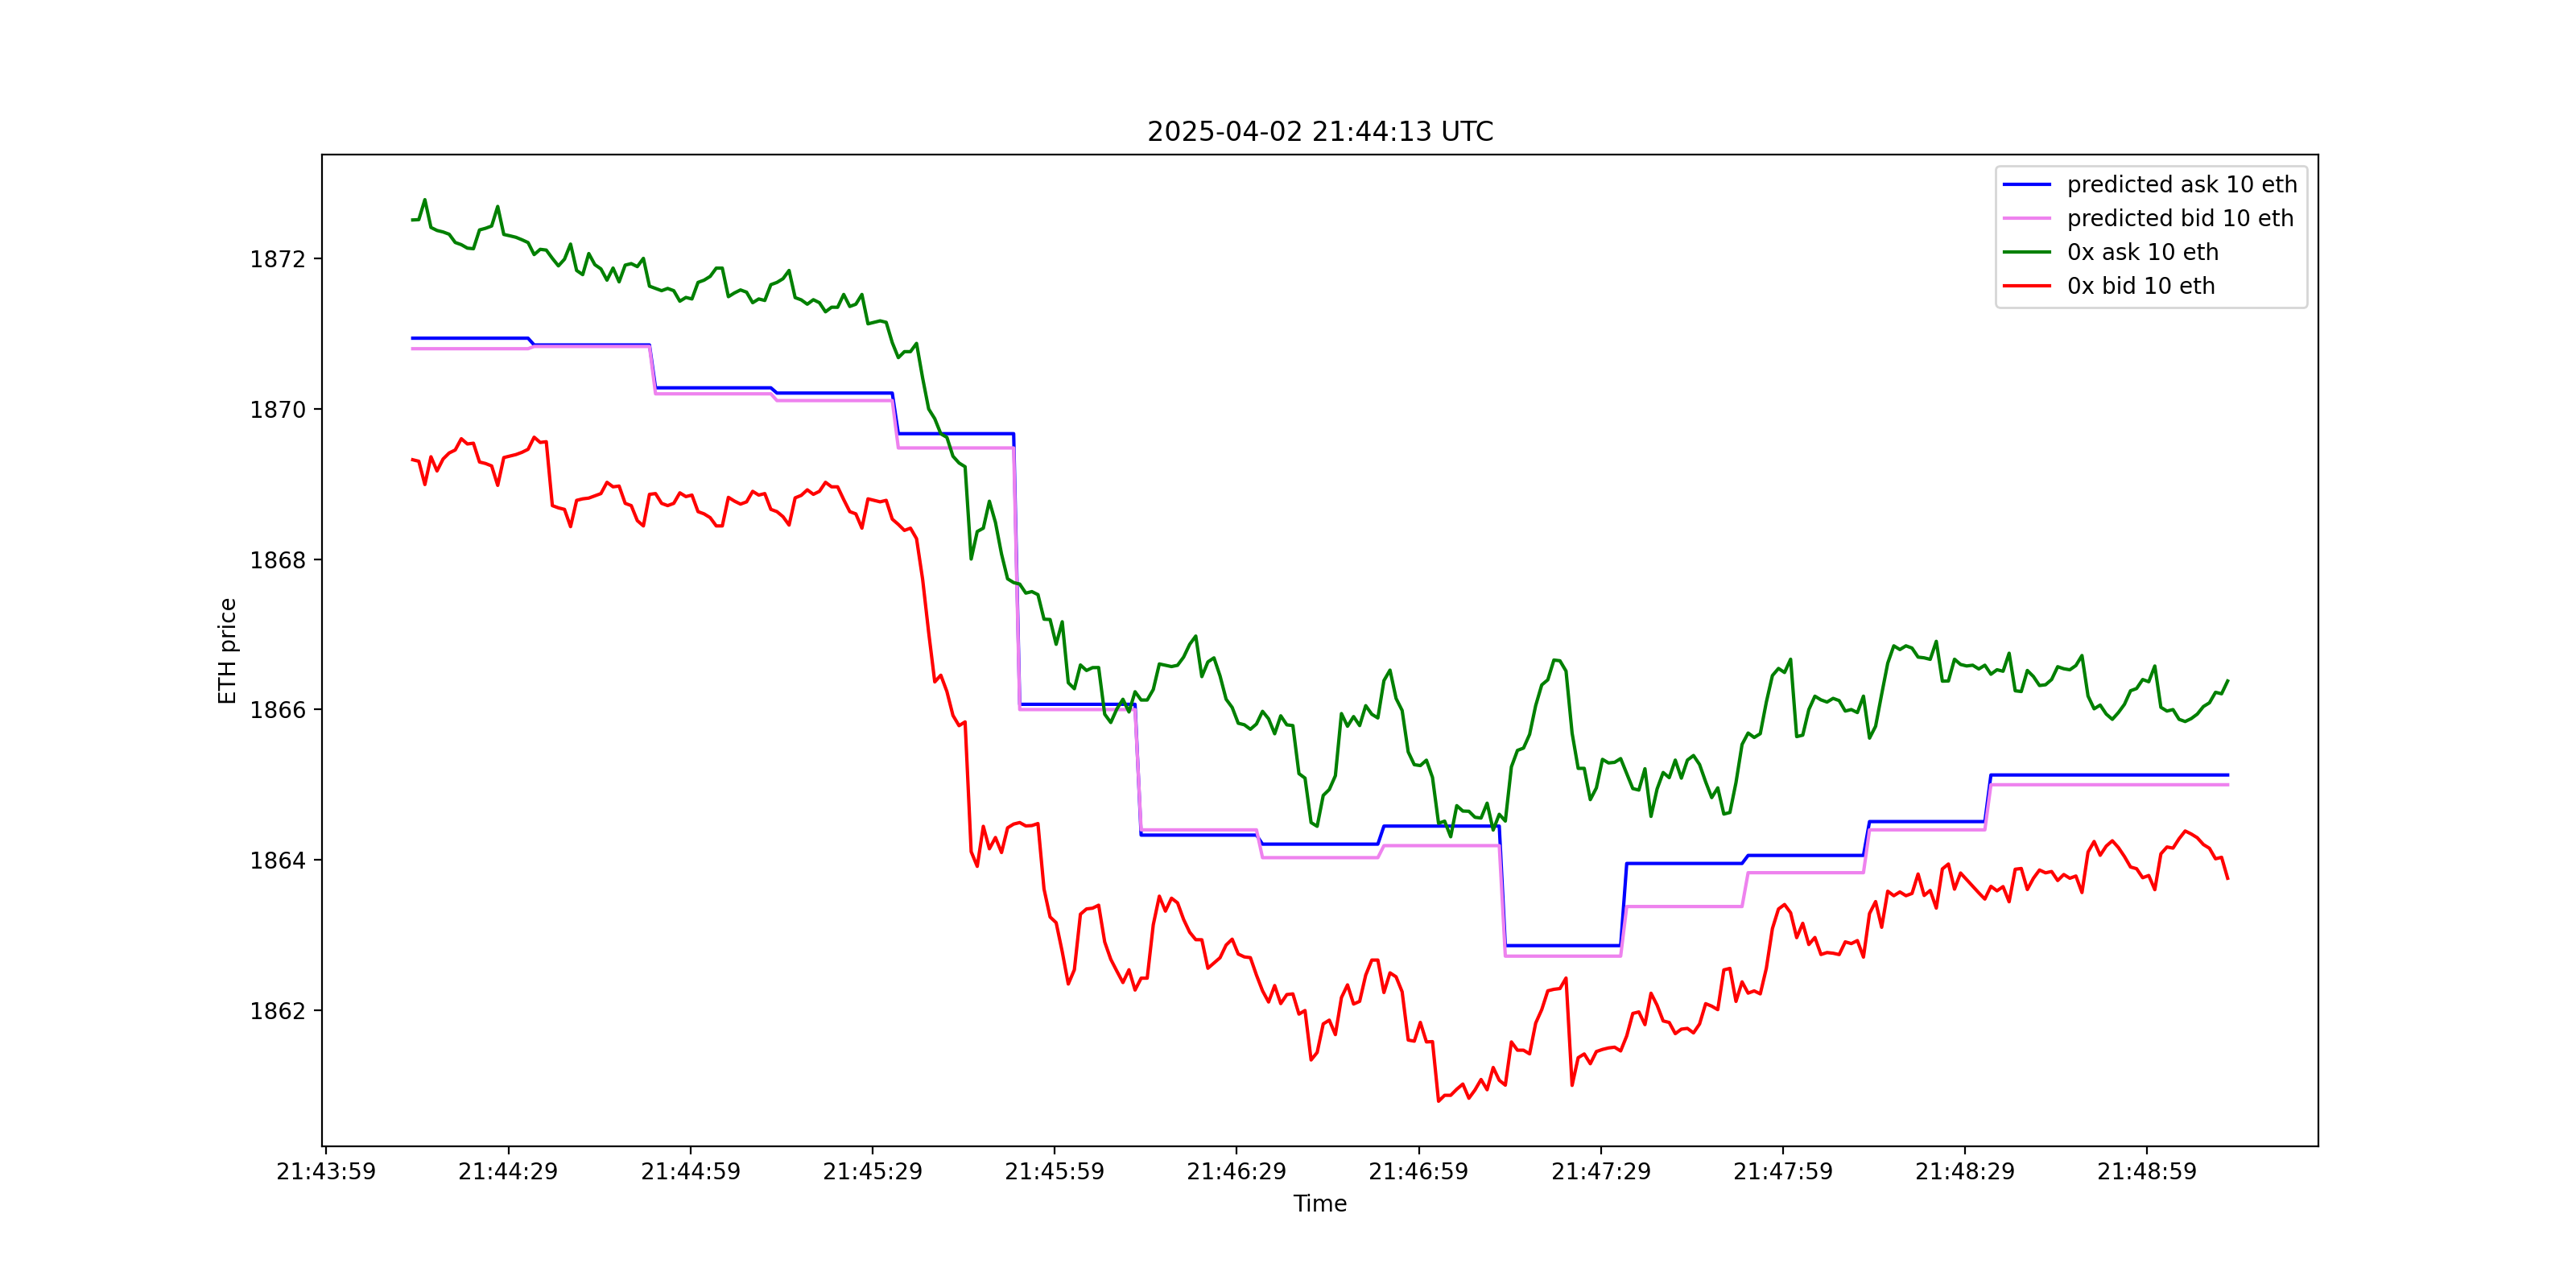 2025-04-02 21:44:13 UTC
predicted ask 10 eth
predicted bid 10 eth
0x ask 10 eth
0x bid 10 eth
1872
1870
1868
1866
1864
1862
ETH price
21:43:59 21:44:29 21:44:59 21:45:29 21:45:59 21:46:29 21:46:59 21:47:29 21:47:59 21:48:29 21:48:59
Time